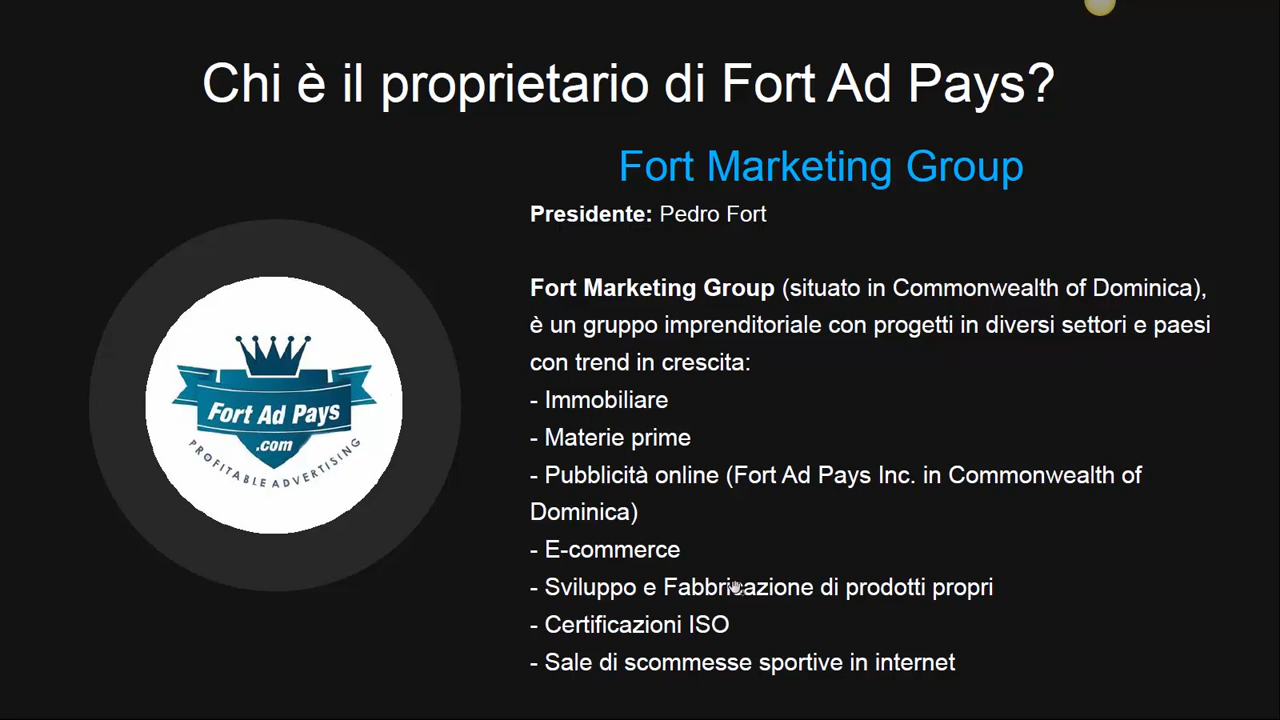 Chi è il proprietario di Fort Ad Pays?
Fort Marketing Group
Presidente: Pedro Fort
Fort Marketing Group (situato in Commonwealth of Dominica),
è un gruppo imprenditoriale con progetti in diversi settori e paesi
con trend in crescita:
- Immobiliare
- Materie prime
- Pubblicità online (Fort Ad Pays Inc. in Commonwealth of
Dominica)
- E-commerce
- Sviluppo e Fabbricazione di prodotti propri
- Certificazioni ISO
- Sale di scommesse sportive in internet
Fort Ad Pays
.com
PROFITABLE ADVERTISING